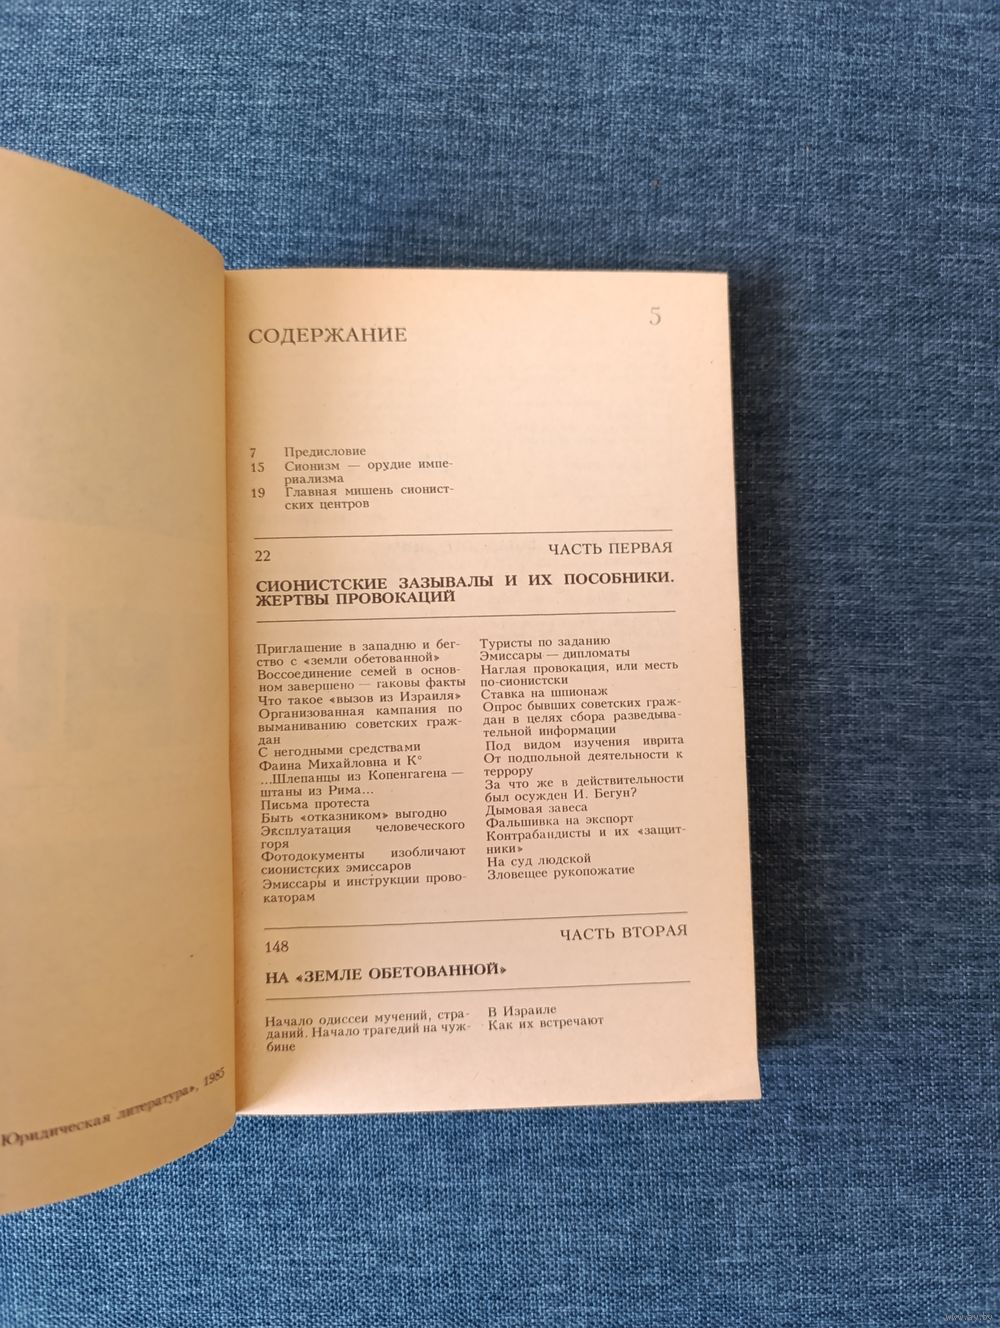 Юридическая литература», 1985
5
СОДЕРЖАНИЕ
7 Предисловие
15 Сионизм — орудие импе-
риализма
19 Главная мишень сионист-
ских центров
22 ЧАСТЬ ПЕРВАЯ
СИОНИСТСКИЕ ЗАЗЫВАЛЫ И ИХ ПОСОБНИКИ.
ЖЕРТВЫ ПРОВОКАЦИЙ
Приглашение в западню и бег-
ство с «земли обетованной»
Воссоединение семей в основ-
ном завершено — таковы факты
Что такое «вызов из Израиля»
Организованная кампания по
выманиванию советских граж-
дан
С негодными средствами
Фаина Михайловна и К°
...Шлепанцы из Копенгагена —
штаны из Рима...
Письма протеста
Быть «отказником» выгодно
Эксплуатация человеческого
горя
Фотодокументы изобличают
сионистских эмиссаров
Эмиссары и инструкции прово-
каторам
Туристы по заданию
Эмиссары — дипломаты
Наглая провокация, или месть
по-сионистски
Ставка на шпионаж
Опрос бывших советских граж-
дан в целях сбора разведыва-
тельной информации
Под видом изучения иврита
От подпольной деятельности к
террору
За что же в действительности
был осужден И. Бегун?
Дымовая завеса
Фальшивка на экспорт
Контрабандисты и их «защит-
ники»
На суд людской
Зловещее рукопожатие
148 ЧАСТЬ ВТОРАЯ
НА «ЗЕМЛЕ ОБЕТОВАННОЙ»
Начало одиссеи мучений, стра-
даний. Начало трагедий на чуж-
бине
В Израиле
Как их встречают
www.ay.by